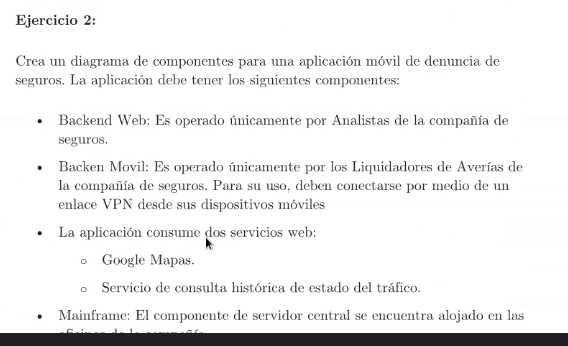 Ejercicio 2:
Crea un diagrama de componentes para una aplicación móvil de denuncia de
seguros. La aplicación debe tener los siguientes componentes:
• Backend Web: Es operado únicamente por Analistas de la compañía de
seguros.
• Backen Movil: Es operado únicamente por los Liquidadores de Averías de
la compañía de seguros. Para su uso, deben conectarse por medio de un
enlace VPN desde sus dispositivos móviles
• La aplicación consume dos servicios web:
○ Google Mapas.
○ Servicio de consulta histórica de estado del tráfico.
• Mainframe: El componente de servidor central se encuentra alojado en las